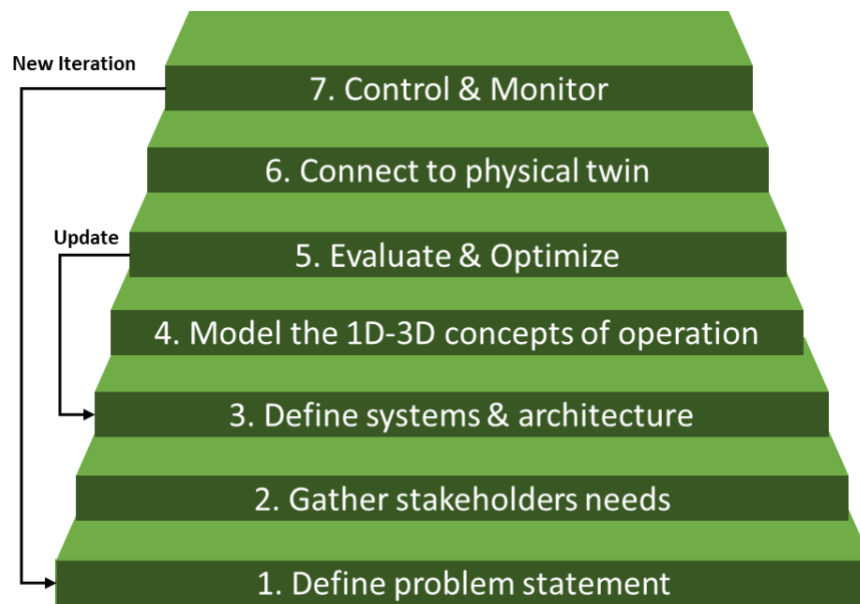 New Iteration
7. Control & Monitor
6. Connect to physical twin
Update
5. Evaluate & Optimize
4. Model the 1D-3D concepts of operation
3. Define systems & architecture
2. Gather stakeholders needs
1. Define problem statement